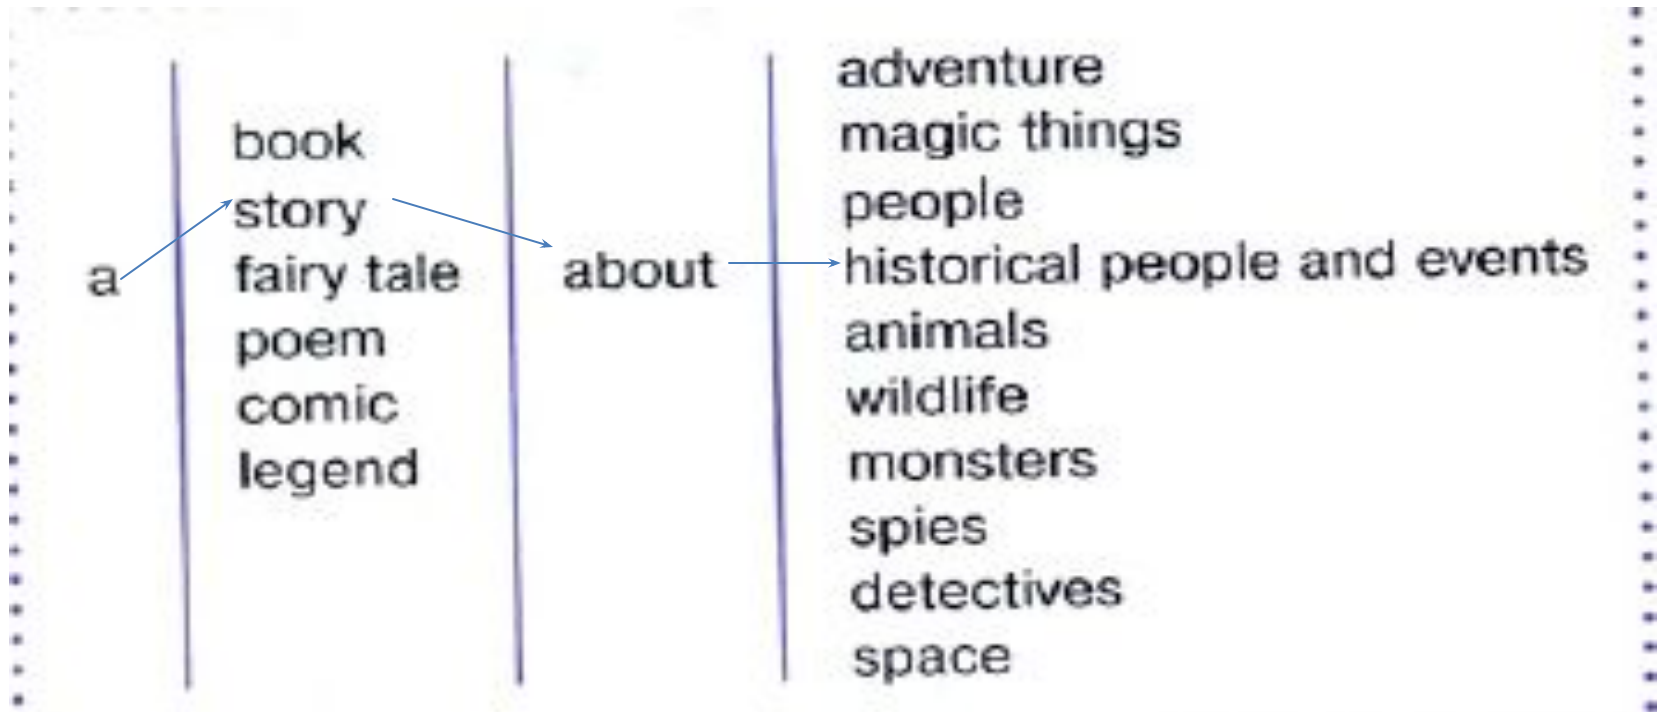 a
book
story
fairy tale
poem
comic
legend
about
adventure
magic things
people
historical people and events
animals
wildlife
monsters
spies
detectives
space